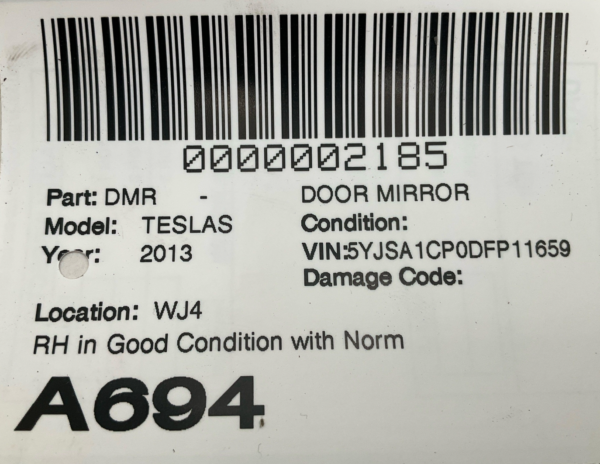 0000002185
Part: DMR - DOOR MIRROR
Model: TESLAS Condition:
Year: 2013 VIN:5YJSA1CP0DFP11659
Damage Code:
Location: WJ4
RH in Good Condition with Norm
A694